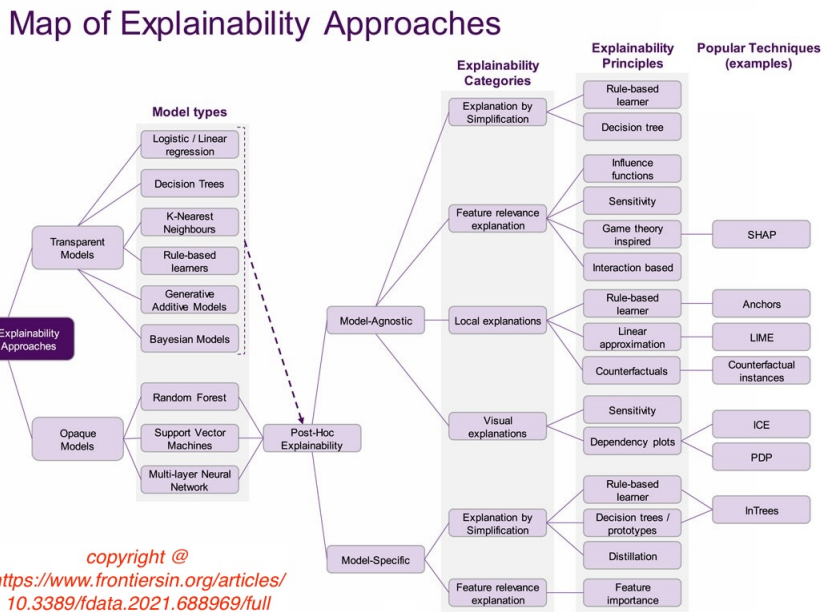 Map of Explainability Approaches
Explainability
Categories
Explainability
Principles
Popular Techniques
(examples)
Model types
Logistic / Linear
regression
Decision Trees
K-Nearest
Neighbours
Rule-based
learners
Generative
Additive Models
Bayesian Models
Transparent
Models
Explainability
Approaches
Opaque
Models
Random Forest
Support Vector
Machines
Multi-layer Neural
Network
Post-Hoc
Explainability
Model-Agnostic
Model-Specific
Explanation by
Simplification
Rule-based
learner
Decision tree
Feature relevance
explanation
Influence
functions
Sensitivity
Game theory
inspired
SHAP
Interaction based
Local explanations
Rule-based
learner
Anchors
Linear
approximation
LIME
Counterfactuals
Counterfactual
instances
Visual
explanations
Sensitivity
Dependency plots
ICE
PDP
Explanation by
Simplification
Rule-based
learner
Decision trees /
prototypes
InTrees
Distillation
Feature relevance
explanation
Feature
importance
copyright @
https://www.frontiersin.org/articles/
10.3389/fdata.2021.688969/full